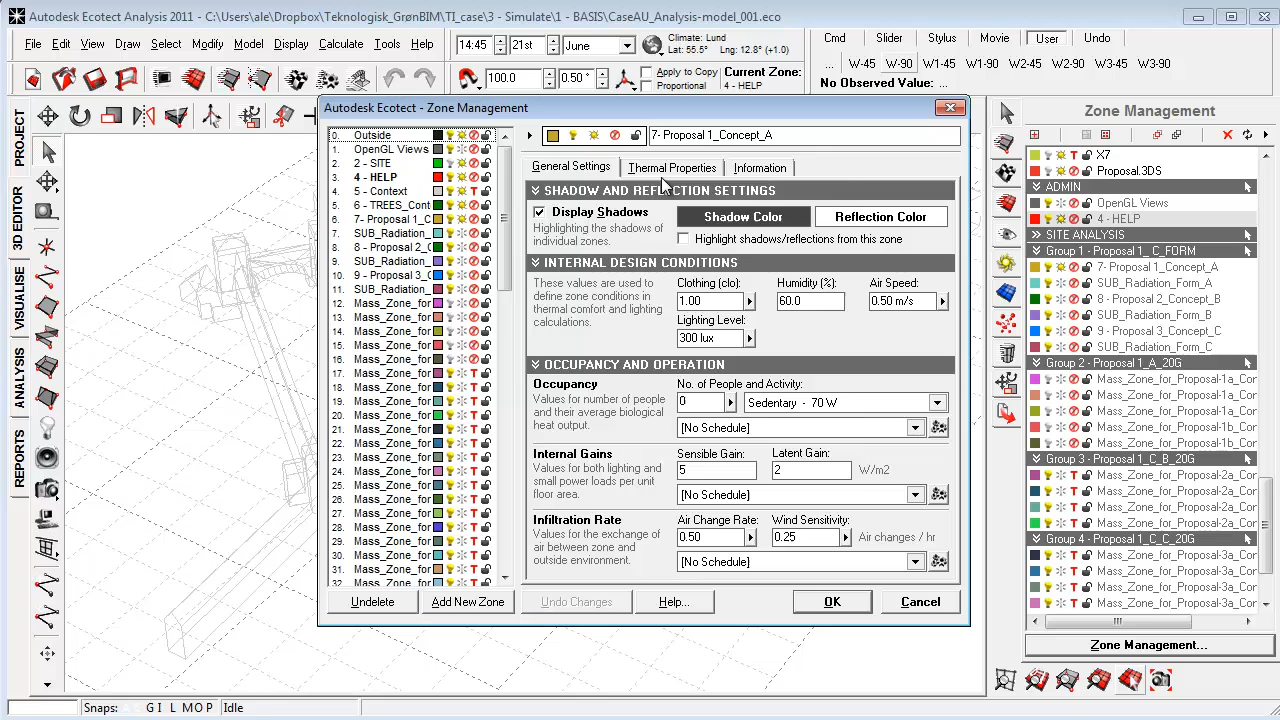 Autodesk Ecotect Analysis 2011 - C:\Users\ale\Dropbox\Teknologisk_GrønBIM\TI_case\3 - Simulate\1 - BASIS\CaseAU_Analysis-model_001.eco
File Edit View Draw Select Modify Model Display Calculate Tools Help
14:45 21st June
Climate: Lund
Lat: 55.5° Lng: 12.8° (+1.0)
Cmd Slider Stylus Movie User Undo
... W-45 W-90 W1-45 W1-90 W2-45 W2-90 W3-45 W3-90
100.0 0.50 °
Apply to Copy
Proportional
Current Zone:
4 - HELP
No Observed Value: ...
PROJECT
3D EDITOR
VISUALISE
ANALYSIS
REPORTS
Autodesk Ecotect - Zone Management
0. Outside
1. OpenGL Views
2. 2 - SITE
3. 4 - HELP
4. 5 - Context
5. 6 - TREES_Cont
6. 7- Proposal 1_C
7. SUB_Radiation_
8. 8 - Proposal 2_C
9. SUB_Radiation_
10. 9 - Proposal 3_C
11. SUB_Radiation_
12. Mass_Zone_for
13. Mass_Zone_for
14. Mass_Zone_for
15. Mass_Zone_for
16. Mass_Zone_for
17. Mass_Zone_for
18. Mass_Zone_for
19. Mass_Zone_for
20. Mass_Zone_for
21. Mass_Zone_for
22. Mass_Zone_for
23. Mass_Zone_for
24. Mass_Zone_for
25. Mass_Zone_for
26. Mass_Zone_for
27. Mass_Zone_for
28. Mass_Zone_for
29. Mass_Zone_for
30. Mass_Zone_for
31. Mass_Zone_for
32. Mass_Zone_for
7- Proposal 1_Concept_A
General Settings Thermal Properties Information
SHADOW AND REFLECTION SETTINGS
Display Shadows
Highlighting the shadows of
individual zones.
Shadow Color Reflection Color
Highlight shadows/reflections from this zone
INTERNAL DESIGN CONDITIONS
These values are used to
define zone conditions in
thermal comfort and lighting
calculations.
Clothing (clo): Humidity (%): Air Speed:
1.00 60.0 0.50 m/s
Lighting Level:
300 lux
OCCUPANCY AND OPERATION
Occupancy
Values for number of people
and their average biological
heat output.
No. of People and Activity:
0 Sedentary - 70 W
[No Schedule]
Internal Gains
Values for both lighting and
small power loads per unit
floor area.
Sensible Gain: Latent Gain:
5 2 W/m2
[No Schedule]
Infiltration Rate
Values for the exchange of
air between zone and
outside environment.
Air Change Rate: Wind Sensitivity:
0.50 0.25 Air changes / hr
[No Schedule]
Undelete Add New Zone Undo Changes Help... OK Cancel
Zone Management
X7
Proposal.3DS
ADMIN
OpenGL Views
4 - HELP
SITE ANALYSIS
Group 1 - Proposal 1_C_FORM
7- Proposal 1_Concept_A
SUB_Radiation_Form_A
8 - Proposal 2_Concept_B
SUB_Radiation_Form_B
9 - Proposal 3_Concept_C
SUB_Radiation_Form_C
Group 2 - Proposal 1_A_20G
Mass_Zone_for_Proposal-1a_Cor
Mass_Zone_for_Proposal-1a_Cor
Mass_Zone_for_Proposal-1a_Cor
Mass_Zone_for_Proposal-1b_Cor
Mass_Zone_for_Proposal-1b_Cor
Group 3 - Proposal 1_C_B_20G
Mass_Zone_for_Proposal-2a_Cor
Mass_Zone_for_Proposal-2a_Cor
Mass_Zone_for_Proposal-2a_Cor
Mass_Zone_for_Proposal-2a_Cor
Group 4 - Proposal 1_C_C_20G
Mass_Zone_for_Proposal-3a_Cor
Mass_Zone_for_Proposal-3a_Cor
Mass_Zone_for_Proposal-3a_Cor
Mass_Zone_for_Proposal-3a_Cor
Zone Management...
Snaps: G I L M O P Idle